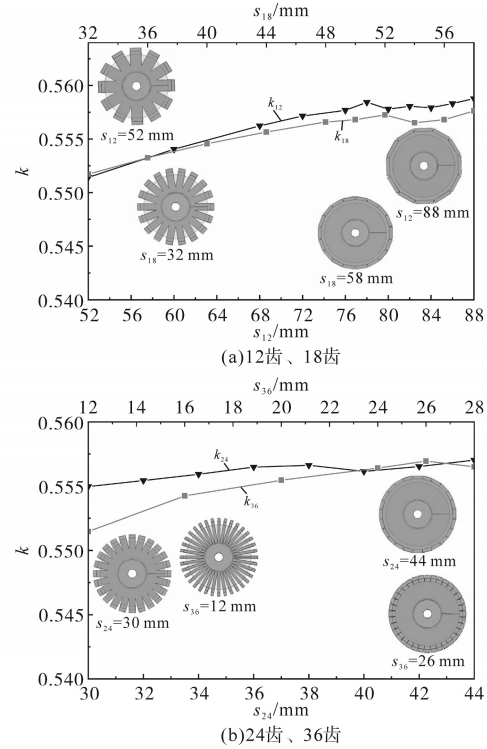 s18/mm
32 36 40 44 48 52 56
0.560
0.555
0.550
0.545
0.540
k
s12=52 mm
k12
k18
s12=88 mm
s18=32 mm
s18=58 mm
52 56 60 64 68 72 76 80 84 88
s12/mm
(a)12齿、18齿
s36/mm
12 14 16 18 20 22 24 26 28
0.560
0.555
0.550
0.545
0.540
k
k24
k36
s24=44 mm
s36=12 mm
s24=30 mm
s36=26 mm
30 32 34 36 38 40 42 44
s24/mm
(b)24齿、36齿